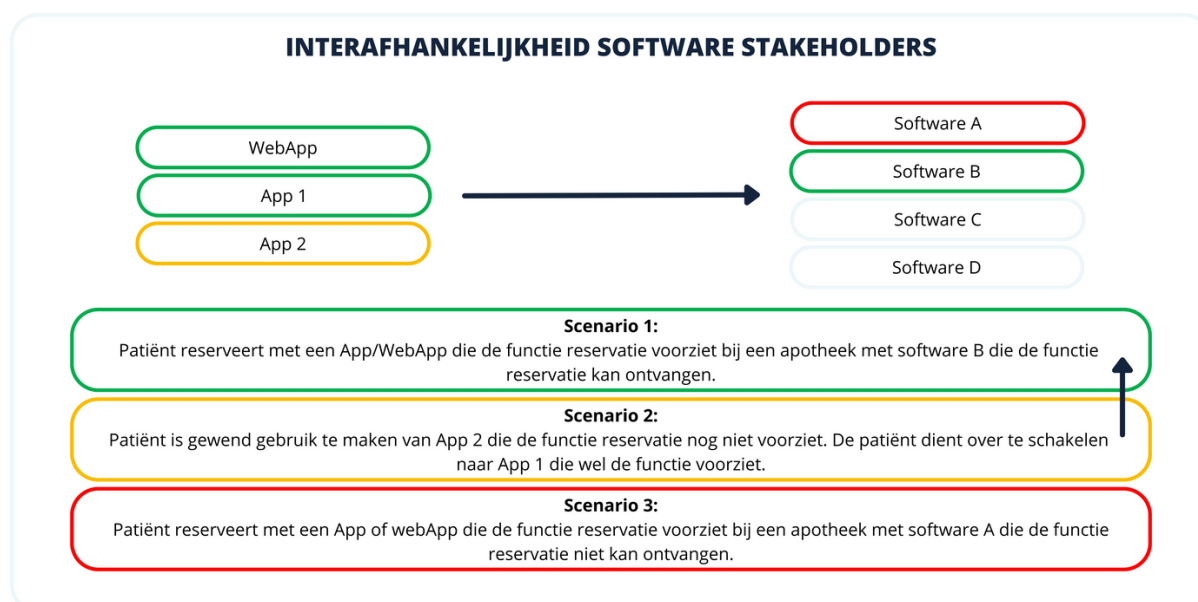 INTERAFHANKELIJKHEID SOFTWARE STAKEHOLDERS
WebApp
App 1
App 2
Software A
Software B
Software C
Software D
Scenario 1:
Patiënt reserveert met een App/WebApp die de functie reservatie voorziet bij een apotheek met software B die de functie
reservatie kan ontvangen.
Scenario 2:
Patiënt is gewend gebruik te maken van App 2 die de functie reservatie nog niet voorziet. De patiënt dient over te schakelen
naar App 1 die wel de functie voorziet.
Scenario 3:
Patiënt reserveert met een App of webApp die de functie reservatie voorziet bij een apotheek met software A die de functie
reservatie niet kan ontvangen.